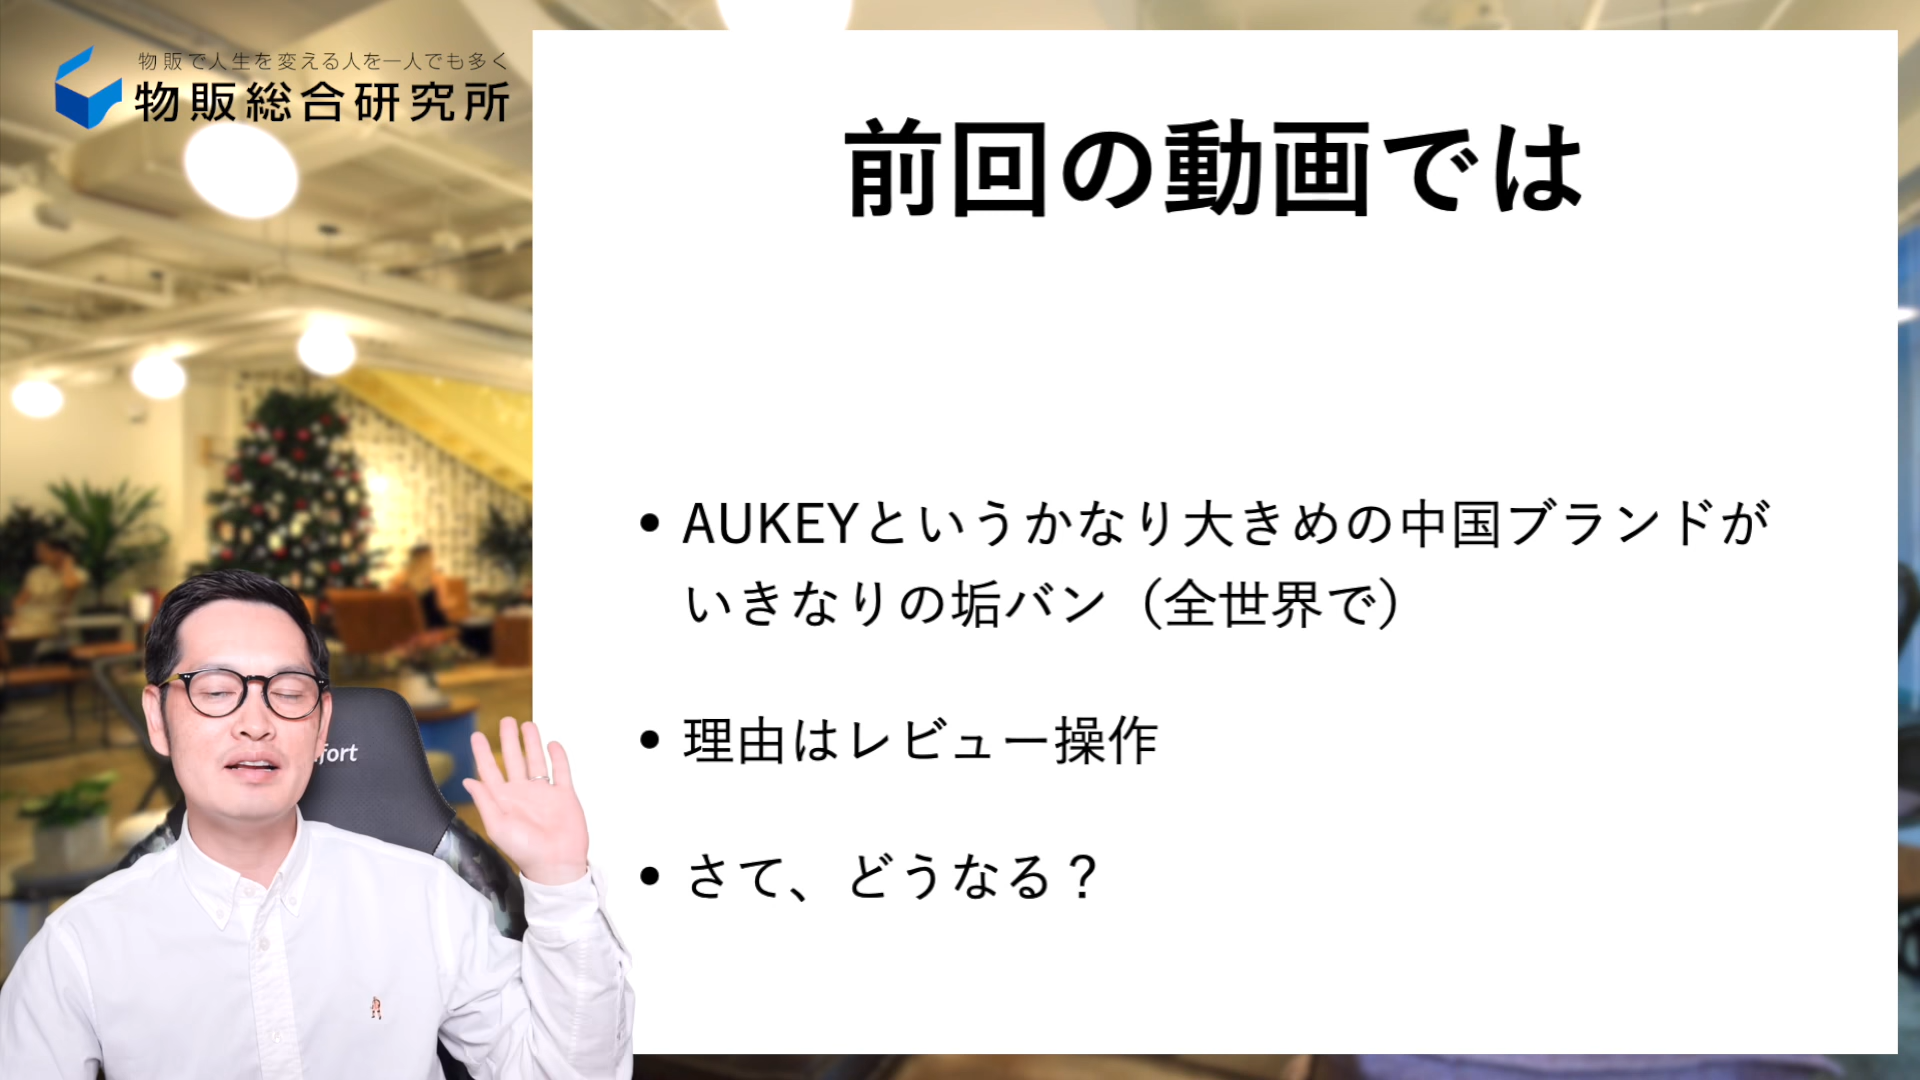 物販で人生を変える人を一人でも多く
物販総合研究所
前回の動画では
• AUKEYというかなり大きめの中国ブランドが
いきなりの垢バン（全世界で）
• 理由はレビュー操作
• さて、どうなる？
fort